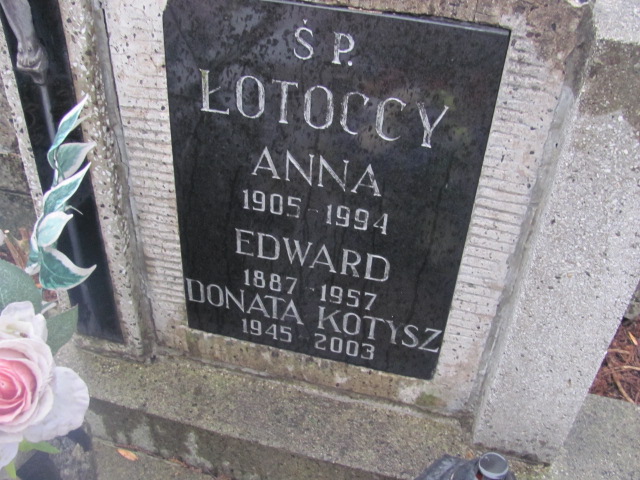 Ś P.
ŁOTOCCY
ANNA
1905 - 1994
EDWARD
1887 - 1957
DONATA KOTYSZ
1945 - 2003